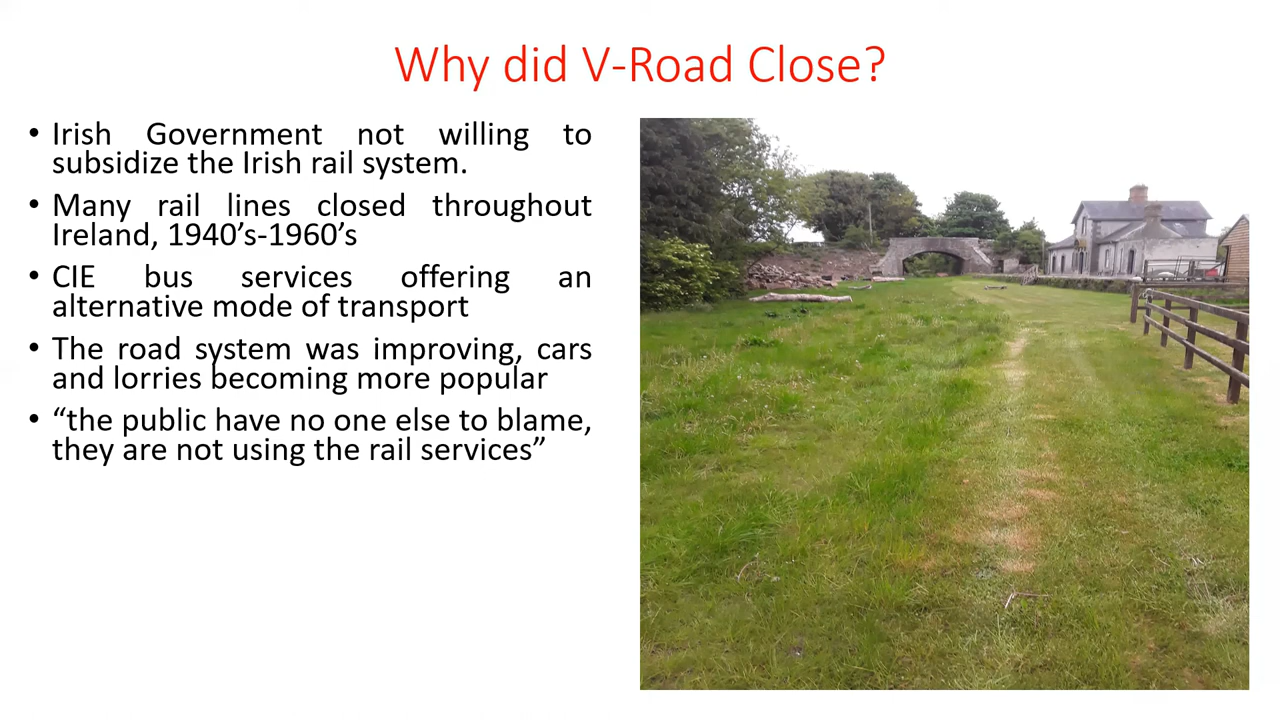 Why did V-Road Close?
• Irish Government not willing to
subsidize the Irish rail system.
• Many rail lines closed throughout
Ireland, 1940’s-1960’s
• CIE bus services offering an
alternative mode of transport
• The road system was improving, cars
and lorries becoming more popular
• “the public have no one else to blame,
they are not using the rail services”